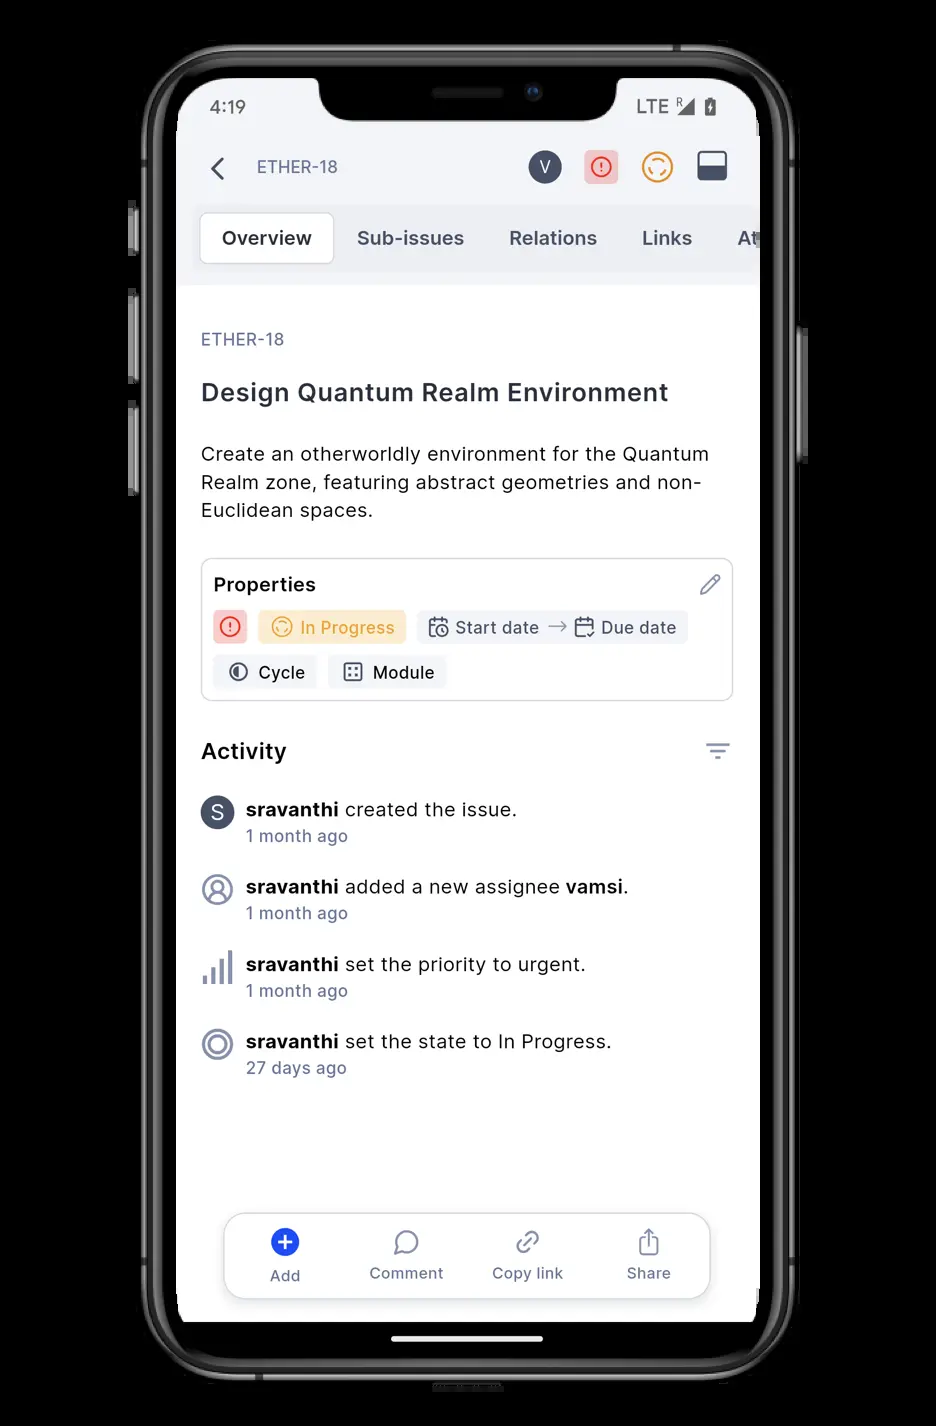 4:19
LTE R
ETHER-18
V
Overview Sub-issues Relations Links
ETHER-18
Design Quantum Realm Environment
Create an otherworldly environment for the Quantum
Realm zone, featuring abstract geometries and non-
Euclidean spaces.
Properties
In Progress Start date → Due date
Cycle Module
Activity
S
sravanthi created the issue.
1 month ago
sravanthi added a new assignee vamsi.
1 month ago
sravanthi set the priority to urgent.
1 month ago
sravanthi set the state to In Progress.
27 days ago
Add Comment Copy link Share